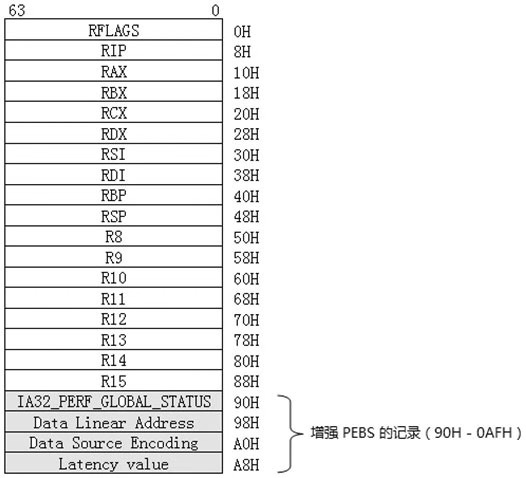 63 0
RFLAGS 0H
RIP 8H
RAX 10H
RBX 18H
RCX 20H
RDX 28H
RSI 30H
RDI 38H
RBP 40H
RSP 48H
R8 50H
R9 58H
R10 60H
R11 68H
R12 70H
R13 78H
R14 80H
R15 88H
IA32_PERF_GLOBAL_STATUS 90H
Data Linear Address 98H
Data Source Encoding A0H
Latency value A8H
增强 PEBS 的记录（90H - 0AFH）